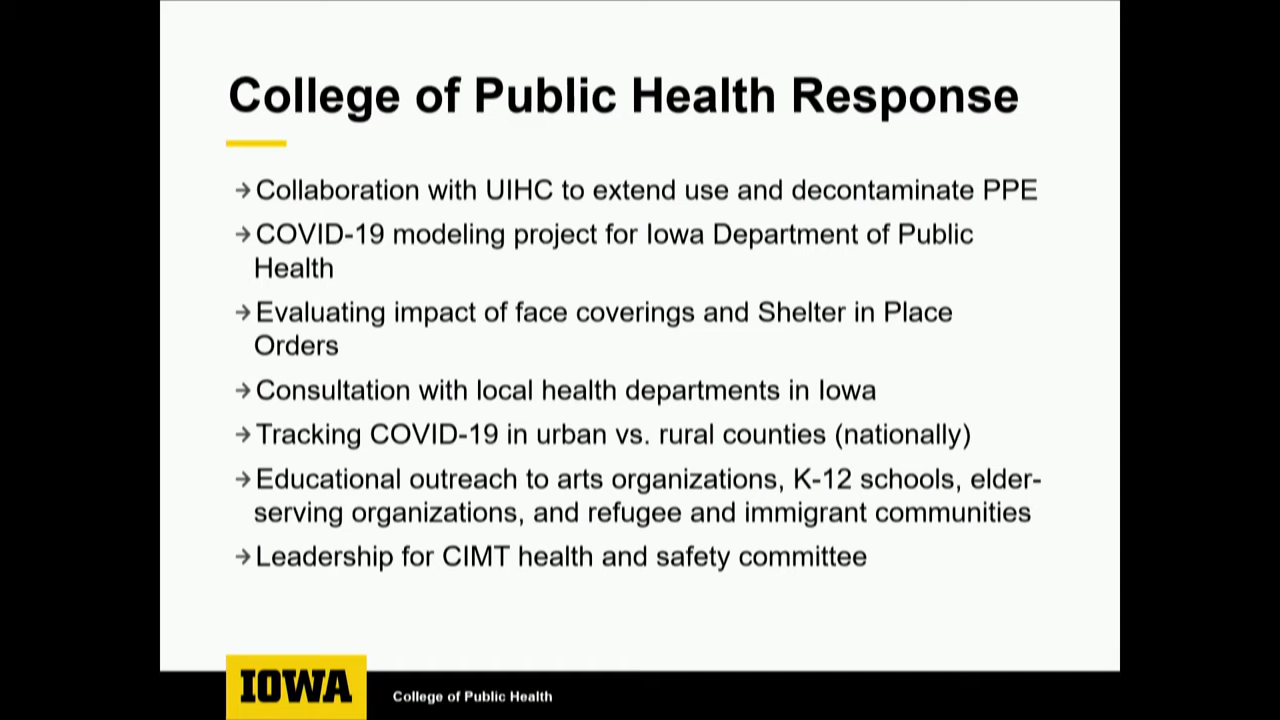 College of Public Health Response
→Collaboration with UIHC to extend use and decontaminate PPE
→COVID-19 modeling project for Iowa Department of Public
Health
→Evaluating impact of face coverings and Shelter in Place
Orders
→Consultation with local health departments in Iowa
→Tracking COVID-19 in urban vs. rural counties (nationally)
→Educational outreach to arts organizations, K-12 schools, elder-
serving organizations, and refugee and immigrant communities
→Leadership for CIMT health and safety committee
IOWA
College of Public Health